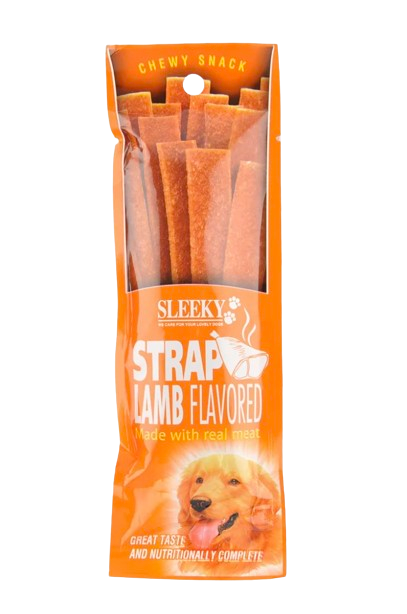 CHEWY SNACK
SLEEKY
WE CARE FOR YOUR LOVELY DOGS
STRAP
LAMB FLAVORED
Made with real meat
GREAT TASTE
AND NUTRITIONALLY COMPLETE